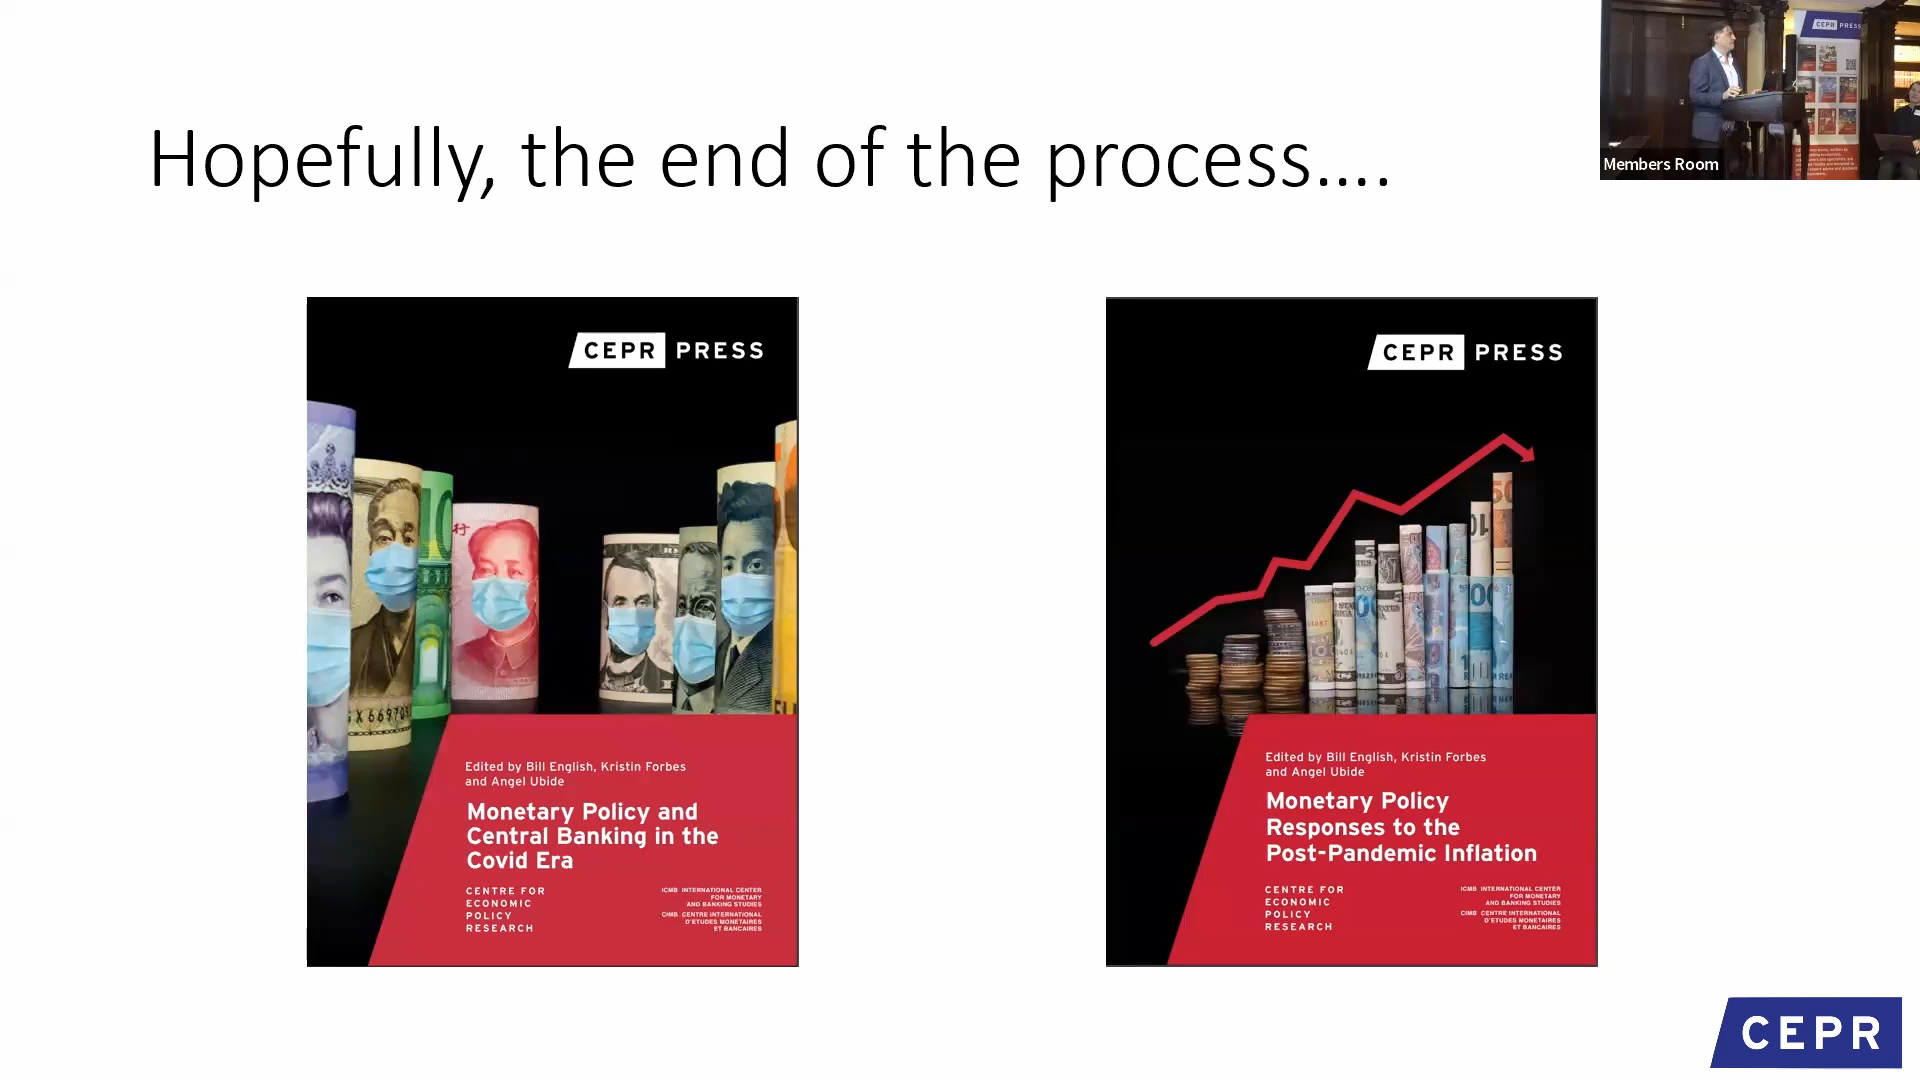 Hopefully, the end of the process....
CEPR PRESS
Members Room
CEPR PRESS
X6697
Edited by Bill English, Kristin Forbes
and Angel Ubide
Monetary Policy and
Central Banking in the
Covid Era
CENTRE FOR
ECONOMIC
POLICY
RESEARCH
ICMB INTERNATIONAL CENTER
FOR MONETARY
AND BANKING STUDIES
CIMB CENTRE INTERNATIONAL
D'ETUDES MONETAIRES
ET BANCAIRES
CEPR PRESS
Edited by Bill English, Kristin Forbes
and Angel Ubide
Monetary Policy
Responses to the
Post-Pandemic Inflation
CENTRE FOR
ECONOMIC
POLICY
RESEARCH
ICMB INTERNATIONAL CENTER
FOR MONETARY
AND BANKING STUDIES
CIMB CENTRE INTERNATIONAL
D'ETUDES MONETAIRES
ET BANCAIRES
CEPR